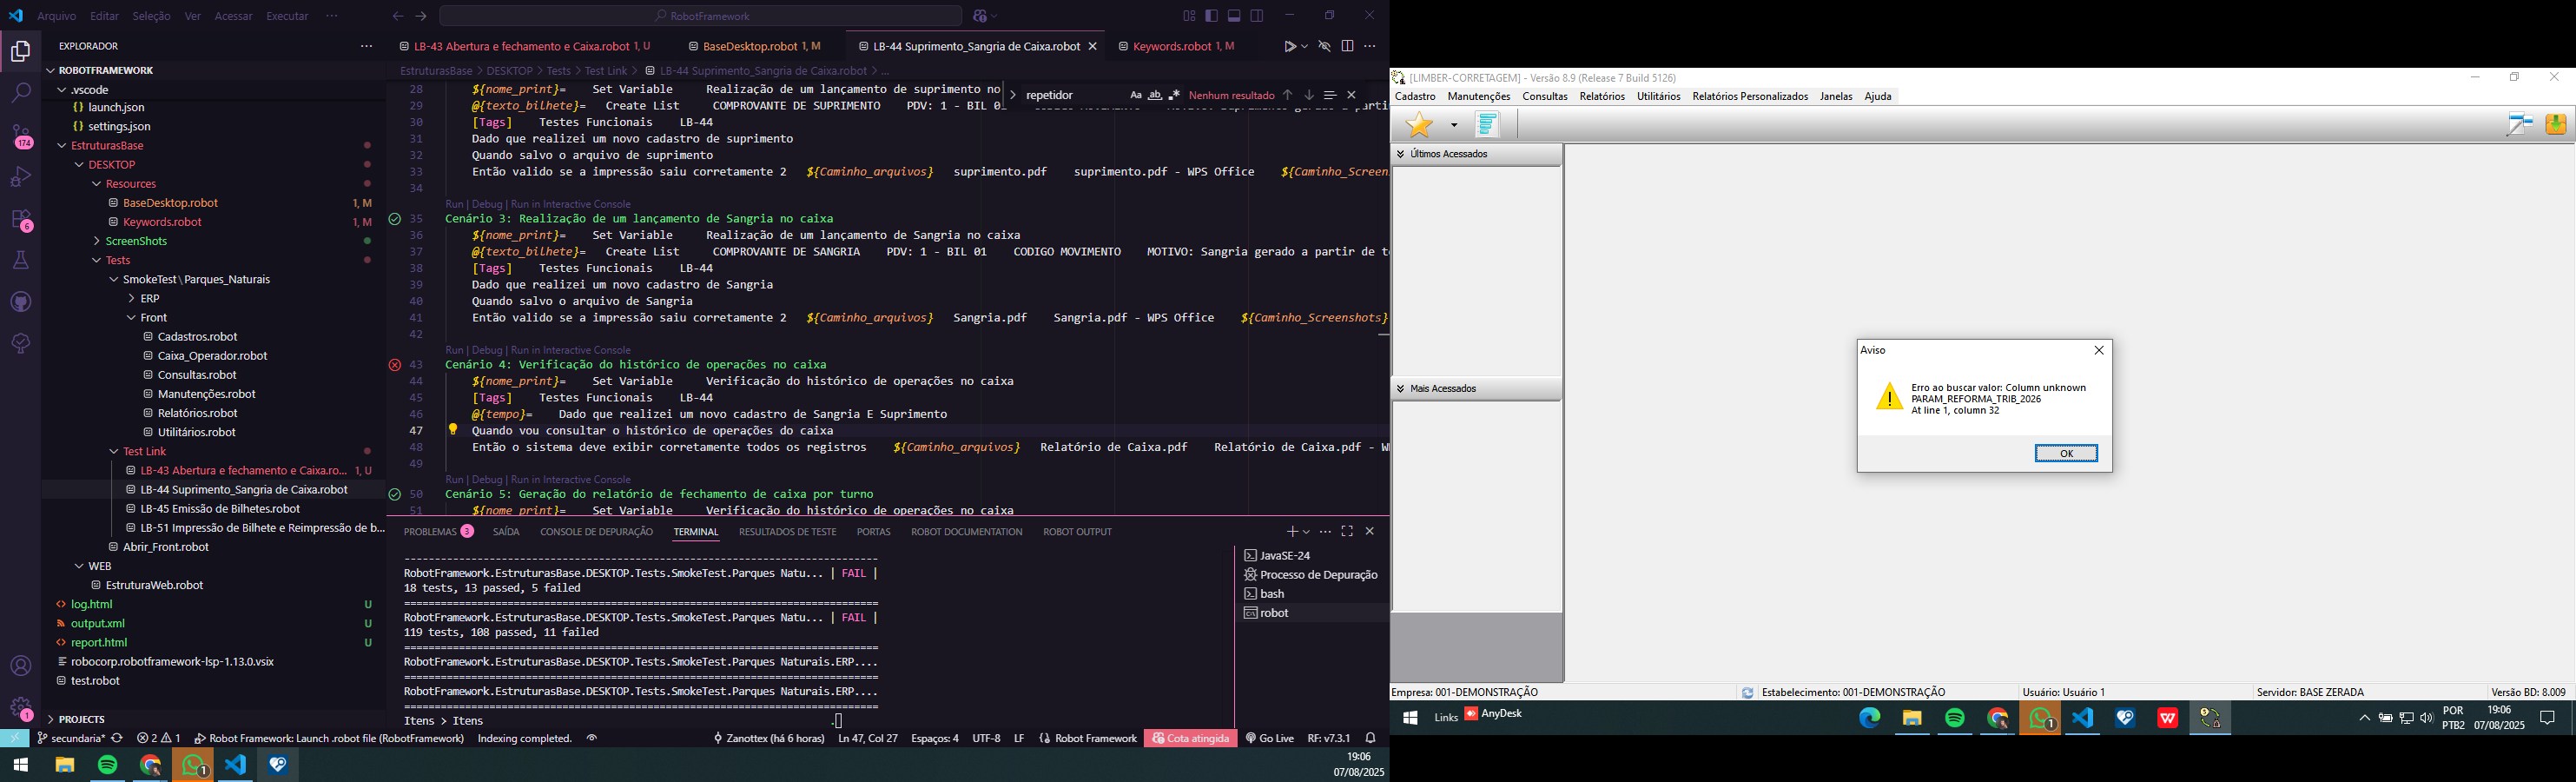 Arquivo Editar Seleção Ver Acessar Executar ···
RobotFramework
EXPLORADOR
ROBOTFRAMEWORK
.vscode
launch.json
settings.json
EstruturasBase
DESKTOP
Resources
BaseDesktop.robot 1, M
Keywords.robot 1, M
ScreenShots
Tests
SmokeTest\Parques_Naturais
ERP
Front
Cadastros.robot
Caixa_Operador.robot
Consultas.robot
Manutenções.robot
Relatórios.robot
Utilitários.robot
Test Link
LB-43 Abertura e fechamento e Caixa.ro... 1, U
LB-44 Suprimento_Sangria de Caixa.robot
LB-45 Emissão de Bilhetes.robot
LB-51 Impressão de Bilhete e Reimpressão de b...
Abrir_Front.robot
WEB
EstruturaWeb.robot
log.html U
output.xml U
report.html U
robocorp.robotframework-lsp-1.13.0.vsix
test.robot
PROJECTS
174
6
1
LB-43 Abertura e fechamento e Caixa.robot 1, U
BaseDesktop.robot 1, M
LB-44 Suprimento_Sangria de Caixa.robot
Keywords.robot 1, M
EstruturasBase > DESKTOP > Tests > Test Link > LB-44 Suprimento_Sangria de Caixa.robot > ...
repetidor
Aa ab Nenhum resultado
28 ${nome_print}= Set Variable Realização de um lançamento de suprimento no
29 @{texto_bilhete}= Create List COMPROVANTE DE SUPRIMENTO PDV: 1 - BIL 01
30 [Tags] Testes Funcionais LB-44
31 Dado que realizei um novo cadastro de suprimento
32 Quando salvo o arquivo de suprimento
33 Então valido se a impressão saiu corretamente 2 ${Caminho_arquivos} suprimento.pdf suprimento.pdf - WPS Office ${Caminho_Screens
34
Run | Debug | Run in Interactive Console
35 Cenário 3: Realização de um lançamento de Sangria no caixa
36 ${nome_print}= Set Variable Realização de um lançamento de Sangria no caixa
37 @{texto_bilhete}= Create List COMPROVANTE DE SANGRIA PDV: 1 - BIL 01 CODIGO MOVIMENTO MOTIVO: Sangria gerado a partir de te
38 [Tags] Testes Funcionais LB-44
39 Dado que realizei um novo cadastro de Sangria
40 Quando salvo o arquivo de Sangria
41 Então valido se a impressão saiu corretamente 2 ${Caminho_arquivos} Sangria.pdf Sangria.pdf - WPS Office ${Caminho_Screenshots}
42
Run | Debug | Run in Interactive Console
43 Cenário 4: Verificação do histórico de operações no caixa
44 ${nome_print}= Set Variable Verificação do histórico de operações no caixa
45 [Tags] Testes Funcionais LB-44
46 @{tempo}= Dado que realizei um novo cadastro de Sangria E Suprimento
47 Quando vou consultar o histórico de operações do caixa
48 Então o sistema deve exibir corretamente todos os registros ${Caminho_arquivos} Relatório de Caixa.pdf Relatório de Caixa.pdf - W
49
Run | Debug | Run in Interactive Console
50 Cenário 5: Geração do relatório de fechamento de caixa por turno
51 ${nome_print}= Set Variable Verificação do histórico de operações no caixa
PROBLEMAS 3 SAÍDA CONSOLE DE DEPURAÇÃO TERMINAL RESULTADOS DE TESTE PORTAS ROBOT DOCUMENTATION ROBOT OUTPUT
------------------------------------------------------------------------------
RobotFramework.EstruturasBase.DESKTOP.Tests.SmokeTest.Parques Natu... | FAIL |
18 tests, 13 passed, 5 failed
==============================================================================
RobotFramework.EstruturasBase.DESKTOP.Tests.SmokeTest.Parques Natu... | FAIL |
119 tests, 108 passed, 11 failed
==============================================================================
RobotFramework.EstruturasBase.DESKTOP.Tests.SmokeTest.Parques Naturais.ERP....
==============================================================================
RobotFramework.EstruturasBase.DESKTOP.Tests.SmokeTest.Parques Naturais.ERP....
==============================================================================
Itens > Itens .
JavaSE-24
Processo de Depuração
bash
robot
secundaria* 2 1 Robot Framework: Launch .robot file (RobotFramework) Indexing completed. Zanottex (há 6 horas) Ln 47, Col 27 Espaços: 4 UTF-8 LF Robot Framework Cota atingida Go Live RF: v7.3.1
1
19:06
07/08/2025
[LIMBER-CORRETAGEM] - Versão 8.9 (Release 7 Build 5126)
Cadastro Manutenções Consultas Relatórios Utilitários Relatórios Personalizados Janelas Ajuda
Últimos Acessados
Mais Acessados
Aviso
Erro ao buscar valor: Column unknown
PARAM_REFORMA_TRIB_2026
At line 1, column 32
OK
Empresa: 001-DEMONSTRAÇÃO Estabelecimento: 001-DEMONSTRAÇÃO Usuário: Usuário 1 Servidor: BASE ZERADA Versão BD: 8.009
Links AnyDesk
1
POR
PTB2
19:06
07/08/2025